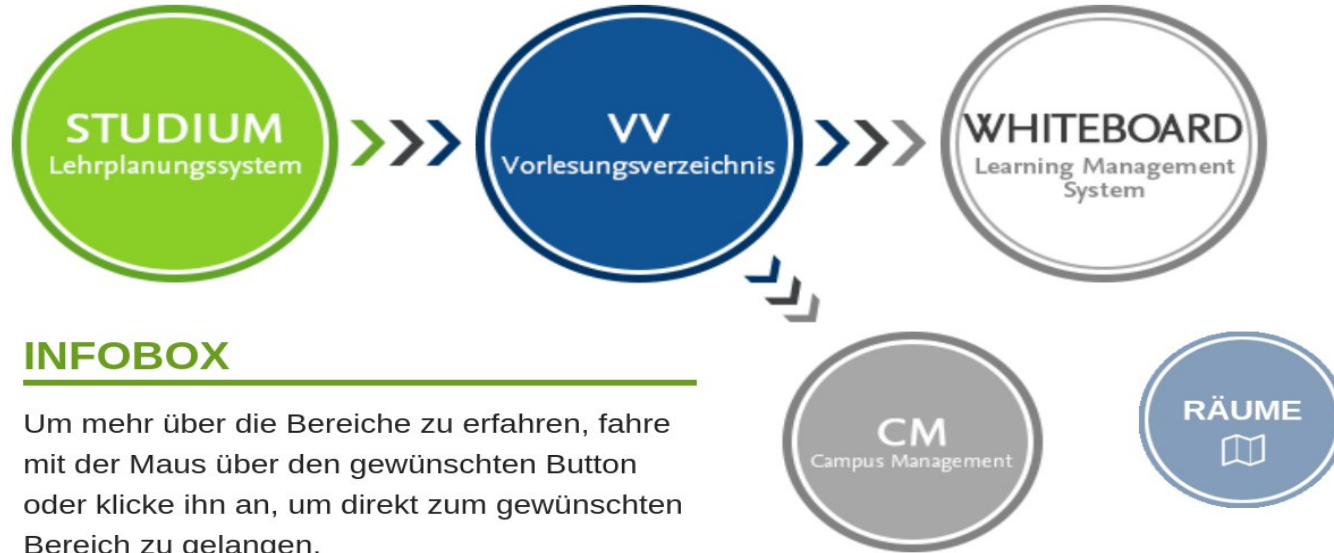 STUDIUM
Lehrplanungssystem
VV
Vorlesungsverzeichnis
WHITEBOARD
Learning Management
System
INFOBOX
Um mehr über die Bereiche zu erfahren, fahre
mit der Maus über den gewünschten Button
oder klicke ihn an, um direkt zum gewünschten
Bereich zu gelangen.
CM
Campus Management
RÄUME